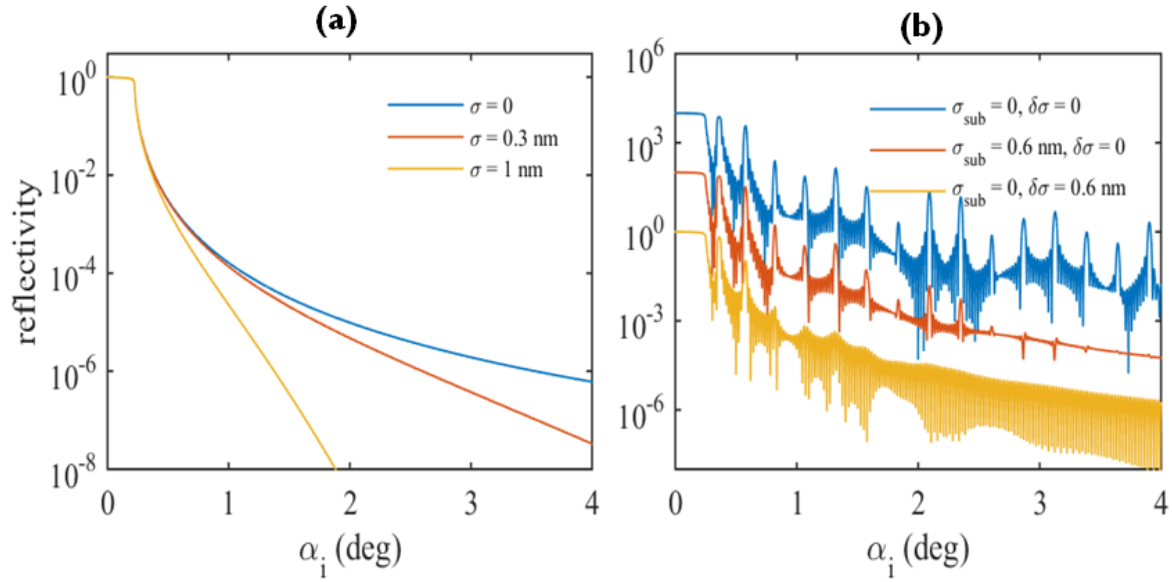 (a)
reflectivity
10^0
10^-2
10^-4
10^-6
10^-8
σ = 0
σ = 0.3 nm
σ = 1 nm
0 1 2 3 4
α_i (deg)
(b)
10^6
10^3
10^0
10^-3
10^-6
σ_sub = 0, δσ = 0
σ_sub = 0.6 nm, δσ = 0
σ_sub = 0, δσ = 0.6 nm
0 1 2 3 4
α_i (deg)